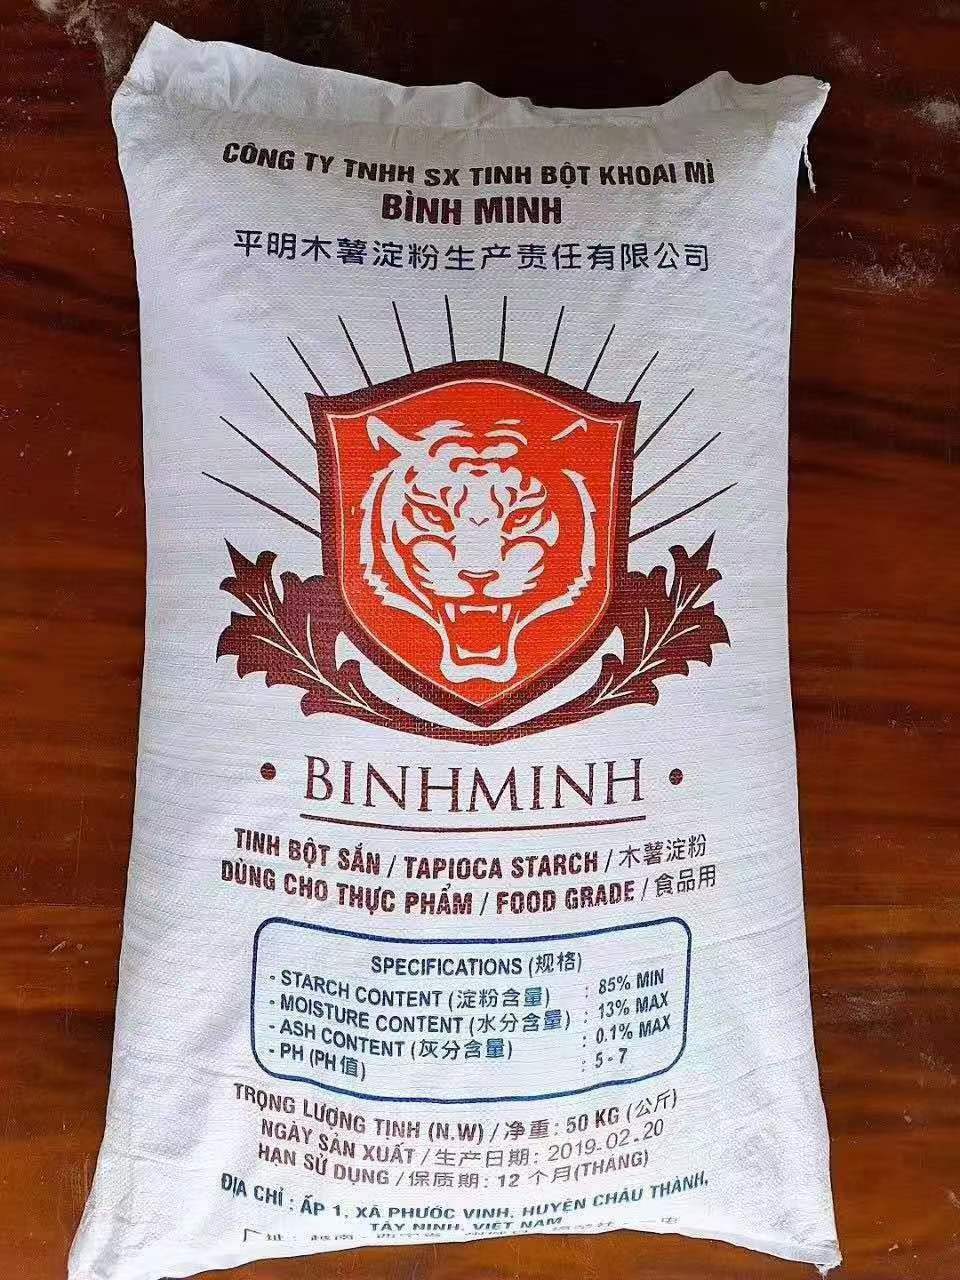 CÔNG TY TNHH SX TINH BỘT KHOAI MÌ
BÌNH MINH
平明木薯淀粉生产责任有限公司
• BINHMINH •
TINH BỘT SẮN / TAPIOCA STARCH / 木薯淀粉
DÙNG CHO THỰC PHẨM / FOOD GRADE / 食品用
SPECIFICATIONS (规格)
- STARCH CONTENT (淀粉含量) : 85% MIN
- MOISTURE CONTENT (水分含量) : 13% MAX
- ASH CONTENT (灰分含量) : 0.1% MAX
- PH (PH值) : 5 - 7
TRỌNG LƯỢNG TỊNH (N.W) / 净重: 50 KG (公斤)
NGÀY SẢN XUẤT / 生产日期: 2019-02.20
HẠN SỬ DỤNG / 保质期: 12 个月(THÁNG)
ĐỊA CHỈ : ẤP 1, XÃ PHƯỚC VINH, HUYỆN CHÂU THÀNH,
TÂY NINH, VIỆT NAM